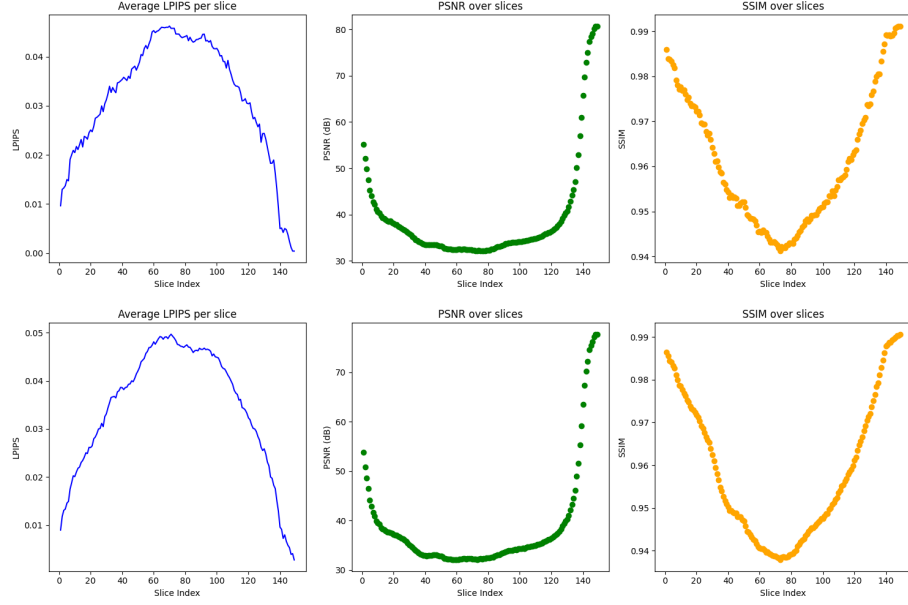 Average LPIPS per slice
PSNR over slices
SSIM over slices
LPIPS
0.04
0.03
0.02
0.01
0.00
0 20 40 60 80 100 120 140
Slice Index
PSNR (dB)
80
70
60
50
40
30
0 20 40 60 80 100 120 140
Slice Index
SSIM
0.99
0.98
0.97
0.96
0.95
0.94
0 20 40 60 80 100 120 140
Slice Index
Average LPIPS per slice
PSNR over slices
SSIM over slices
LPIPS
0.05
0.04
0.03
0.02
0.01
0 20 40 60 80 100 120 140
Slice Index
PSNR (dB)
70
60
50
40
30
0 20 40 60 80 100 120 140
Slice Index
SSIM
0.99
0.98
0.97
0.96
0.95
0.94
0 20 40 60 80 100 120 140
Slice Index